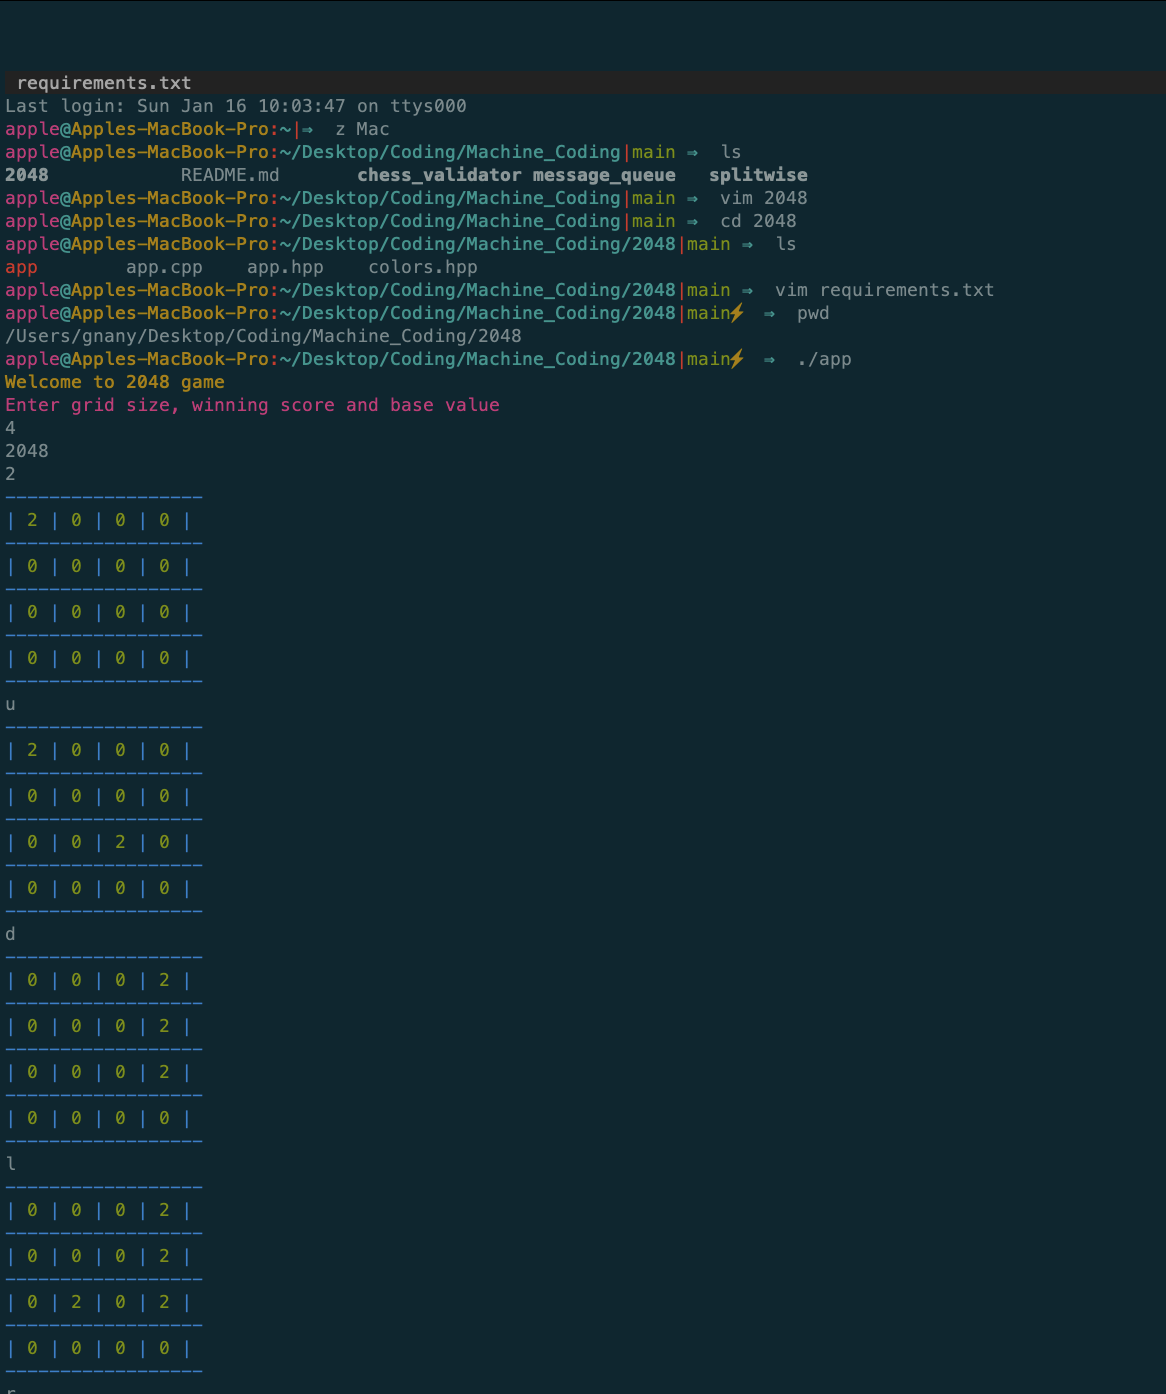 requirements.txt
Last login: Sun Jan 16 10:03:47 on ttys000
apple@Apples-MacBook-Pro:~|⇒  z Mac
apple@Apples-MacBook-Pro:~/Desktop/Coding/Machine_Coding|main ⇒  ls
2048            README.md       chess_validator message_queue   splitwise
apple@Apples-MacBook-Pro:~/Desktop/Coding/Machine_Coding|main ⇒  vim 2048
apple@Apples-MacBook-Pro:~/Desktop/Coding/Machine_Coding|main ⇒  cd 2048
apple@Apples-MacBook-Pro:~/Desktop/Coding/Machine_Coding/2048|main ⇒  ls
app        app.cpp    app.hpp    colors.hpp
apple@Apples-MacBook-Pro:~/Desktop/Coding/Machine_Coding/2048|main ⇒  vim requirements.txt
apple@Apples-MacBook-Pro:~/Desktop/Coding/Machine_Coding/2048|main⚡ ⇒  pwd
/Users/gnany/Desktop/Coding/Machine_Coding/2048
apple@Apples-MacBook-Pro:~/Desktop/Coding/Machine_Coding/2048|main⚡ ⇒  ./app
Welcome to 2048 game
Enter grid size, winning score and base value
4
2048
2
------------------
| 2 | 0 | 0 | 0 |
------------------
| 0 | 0 | 0 | 0 |
------------------
| 0 | 0 | 0 | 0 |
------------------
| 0 | 0 | 0 | 0 |
------------------
u
------------------
| 2 | 0 | 0 | 0 |
------------------
| 0 | 0 | 0 | 0 |
------------------
| 0 | 0 | 2 | 0 |
------------------
| 0 | 0 | 0 | 0 |
------------------
d
------------------
| 0 | 0 | 0 | 2 |
------------------
| 0 | 0 | 0 | 2 |
------------------
| 0 | 0 | 0 | 2 |
------------------
| 0 | 0 | 0 | 0 |
------------------
l
------------------
| 0 | 0 | 0 | 2 |
------------------
| 0 | 0 | 0 | 2 |
------------------
| 0 | 2 | 0 | 2 |
------------------
| 0 | 0 | 0 | 0 |
------------------